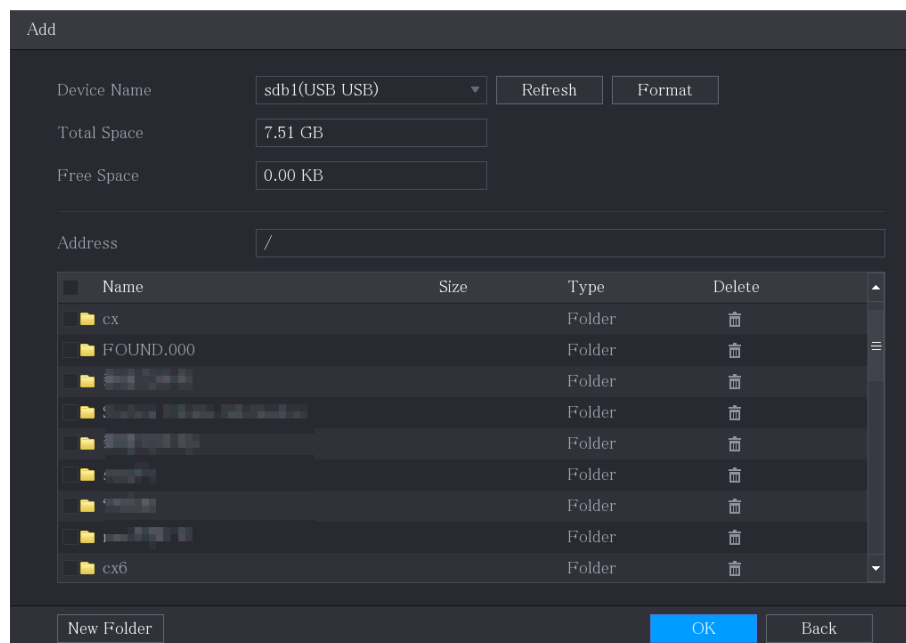 Add
Device Name sdb1(USB USB) Refresh Format
Total Space 7.51 GB
Free Space 0.00 KB
Address /
Name Size Type Delete
cx Folder
FOUND.000 Folder
Folder
Folder
Folder
Folder
Folder
Folder
cx6 Folder
New Folder OK Back